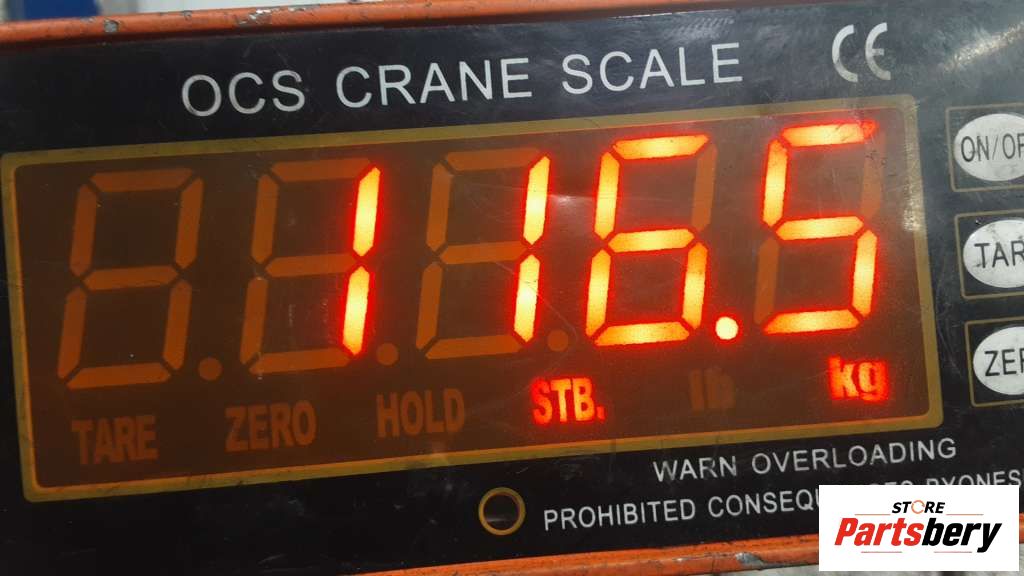 OCS CRANE SCALE CE
116.5
TARE ZERO HOLD STB. lb kg
ON/OF
TAR
ZER
WARN OVERLOADING
PROHIBITED
STORE
Partsbery